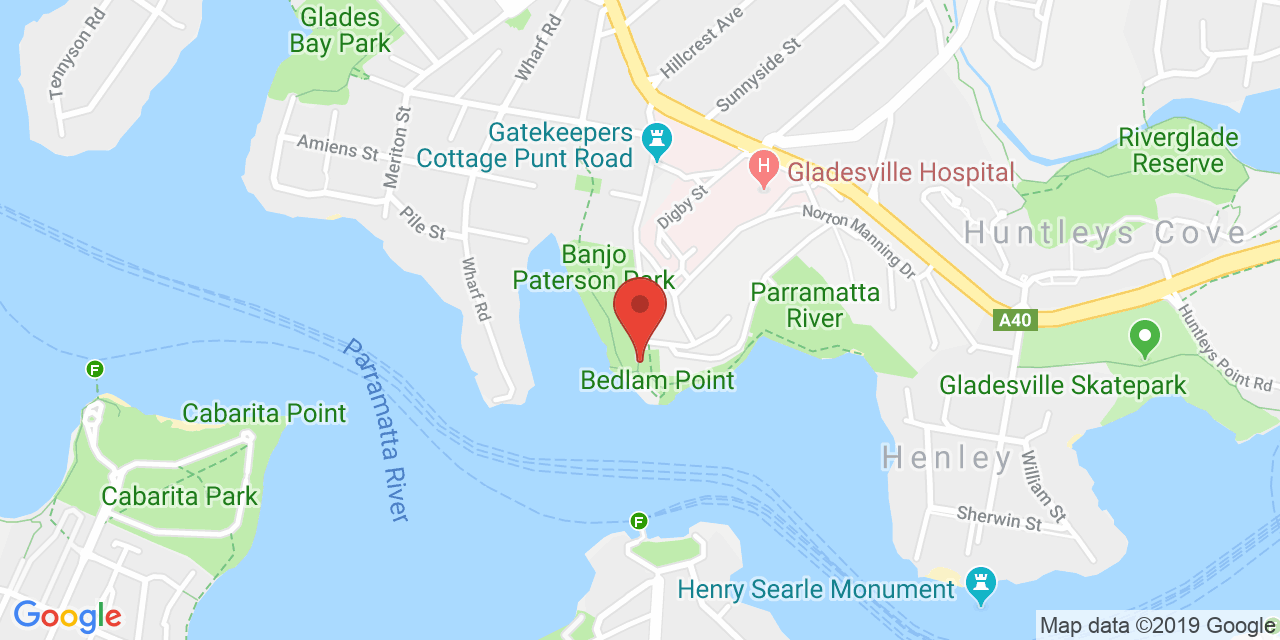 Glades
Bay Park
Tennyson Rd
Wharf Rd
Hillcrest Ave
Sunnyside St
Meriton St
Amiens St
Gatekeepers
Cottage Punt Road
H
Gladesville Hospital
Riverglade
Reserve
Digby St
Norton Manning Dr
Huntleys Cove
Pile St
Wharf Rd
Banjo
Paterson Park
Parramatta
River
A40
Huntleys Point Rd
F
Bedlam Point
Gladesville Skatepark
Parramatta River
Cabarita Point
Cabarita Park
Henley
William St
Sherwin St
F
Henry Searle Monument
Google
Map data ©2019 Google